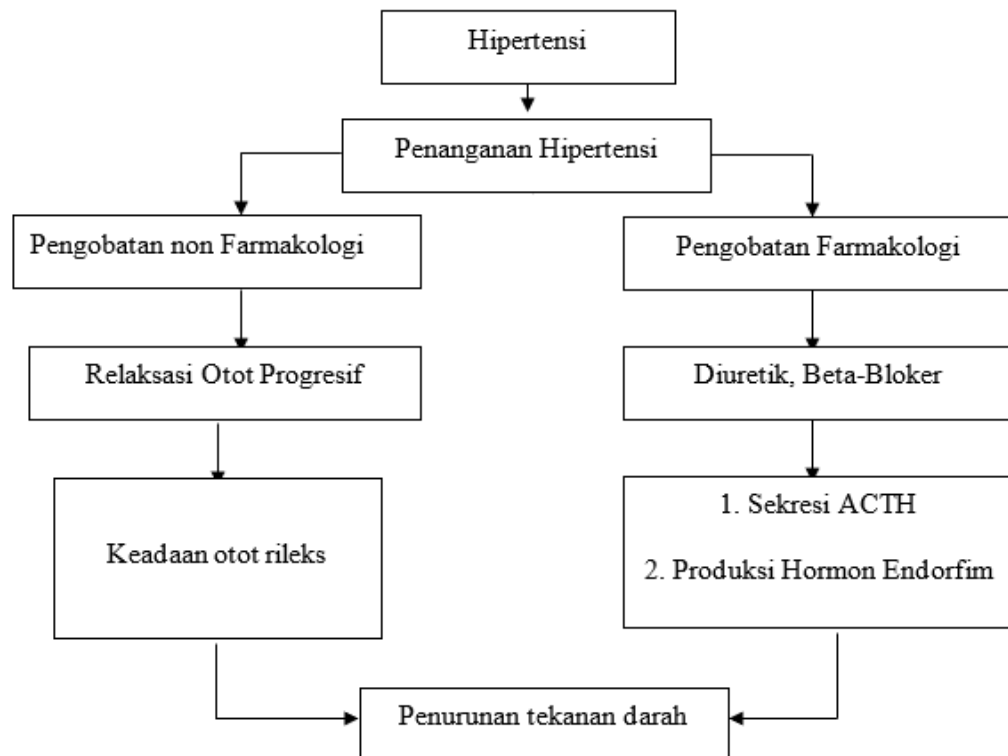 Hipertensi
Penanganan Hipertensi
Pengobatan non Farmakologi
Pengobatan Farmakologi
Relaksasi Otot Progresif
Diuretik, Beta-Bloker
Keadaan otot rileks
1. Sekresi ACTH
2. Produksi Hormon Endorfim
Penurunan tekanan darah